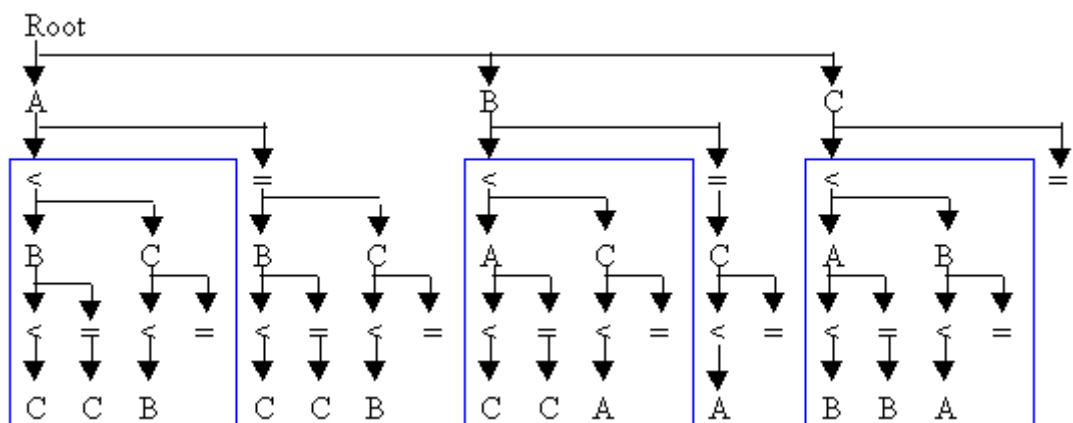 Root
A B C
< = < = < =
B C B C A C C A B
< = < = < = < = < = < = < = < = < =
C C B C C B C C A A B B A